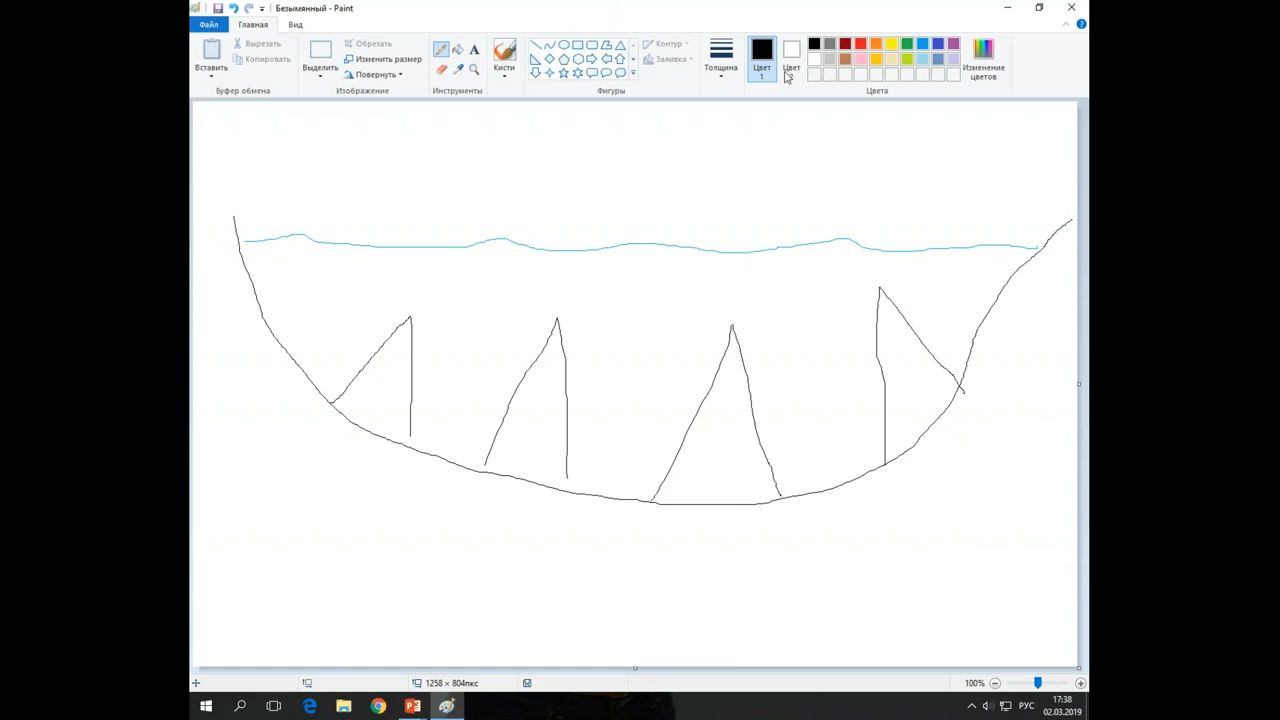 Безымянный - Paint
Файл Главная Вид
Вставить
Вырезать
Копировать
Буфер обмена
Выделить
Обрезать
Изменить размер
Повернуть
Изображение
A
Инструменты
Кисти
Контур
Заливка
Фигуры
Толщина
Цвет
1
Цвет
Изменение
цветов
Цвета
1258 × 804пкс
100%
РУС
17:38
02.03.2019